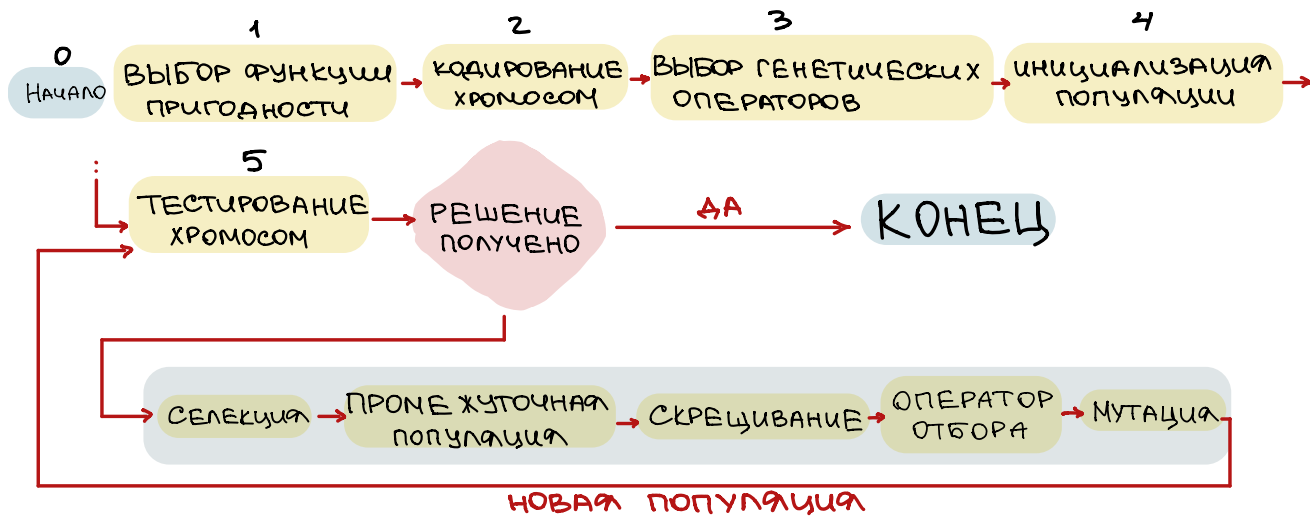 0
НАЧАЛО
1
ВЫБОР ФУНКЦИИ
ПРИГОДНОСТИ
2
КОДИРОВАНИЕ
ХРОМОСОМ
3
ВЫБОР ГЕНЕТИЧЕСКИХ
ОПЕРАТОРОВ
4
ИНИЦИАЛИЗАЦИЯ
ПОПУЛЯЦИИ
5
ТЕСТИРОВАНИЕ
ХРОМОСОМ
РЕШЕНИЕ
ПОЛУЧЕНО
ДА
КОНЕЦ
СЕЛЕКЦИЯ
ПРОМЕЖУТОЧНАЯ
ПОПУЛЯЦИЯ
СКРЕЩИВАНИЕ
ОПЕРАТОР
ОТБОРА
МУТАЦИЯ
НОВАЯ ПОПУЛЯЦИЯ